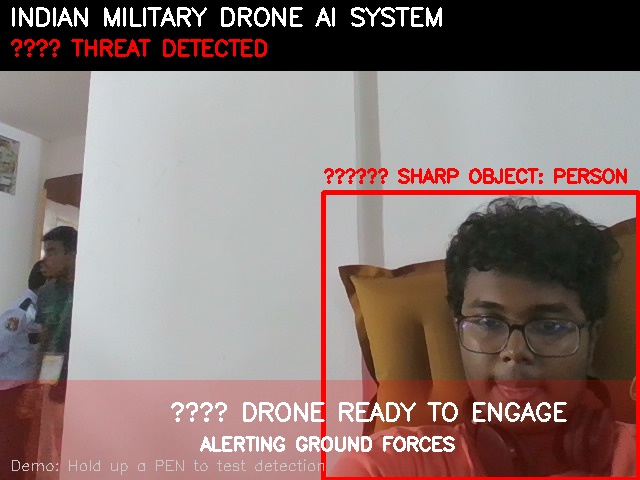 INDIAN MILITARY DRONE AI SYSTEM
???? THREAT DETECTED
?????? SHARP OBJECT: PERSON
???? DRONE READY TO ENGAGE
ALERTING GROUND FORCES
Demo: Hold up a PEN to test detection